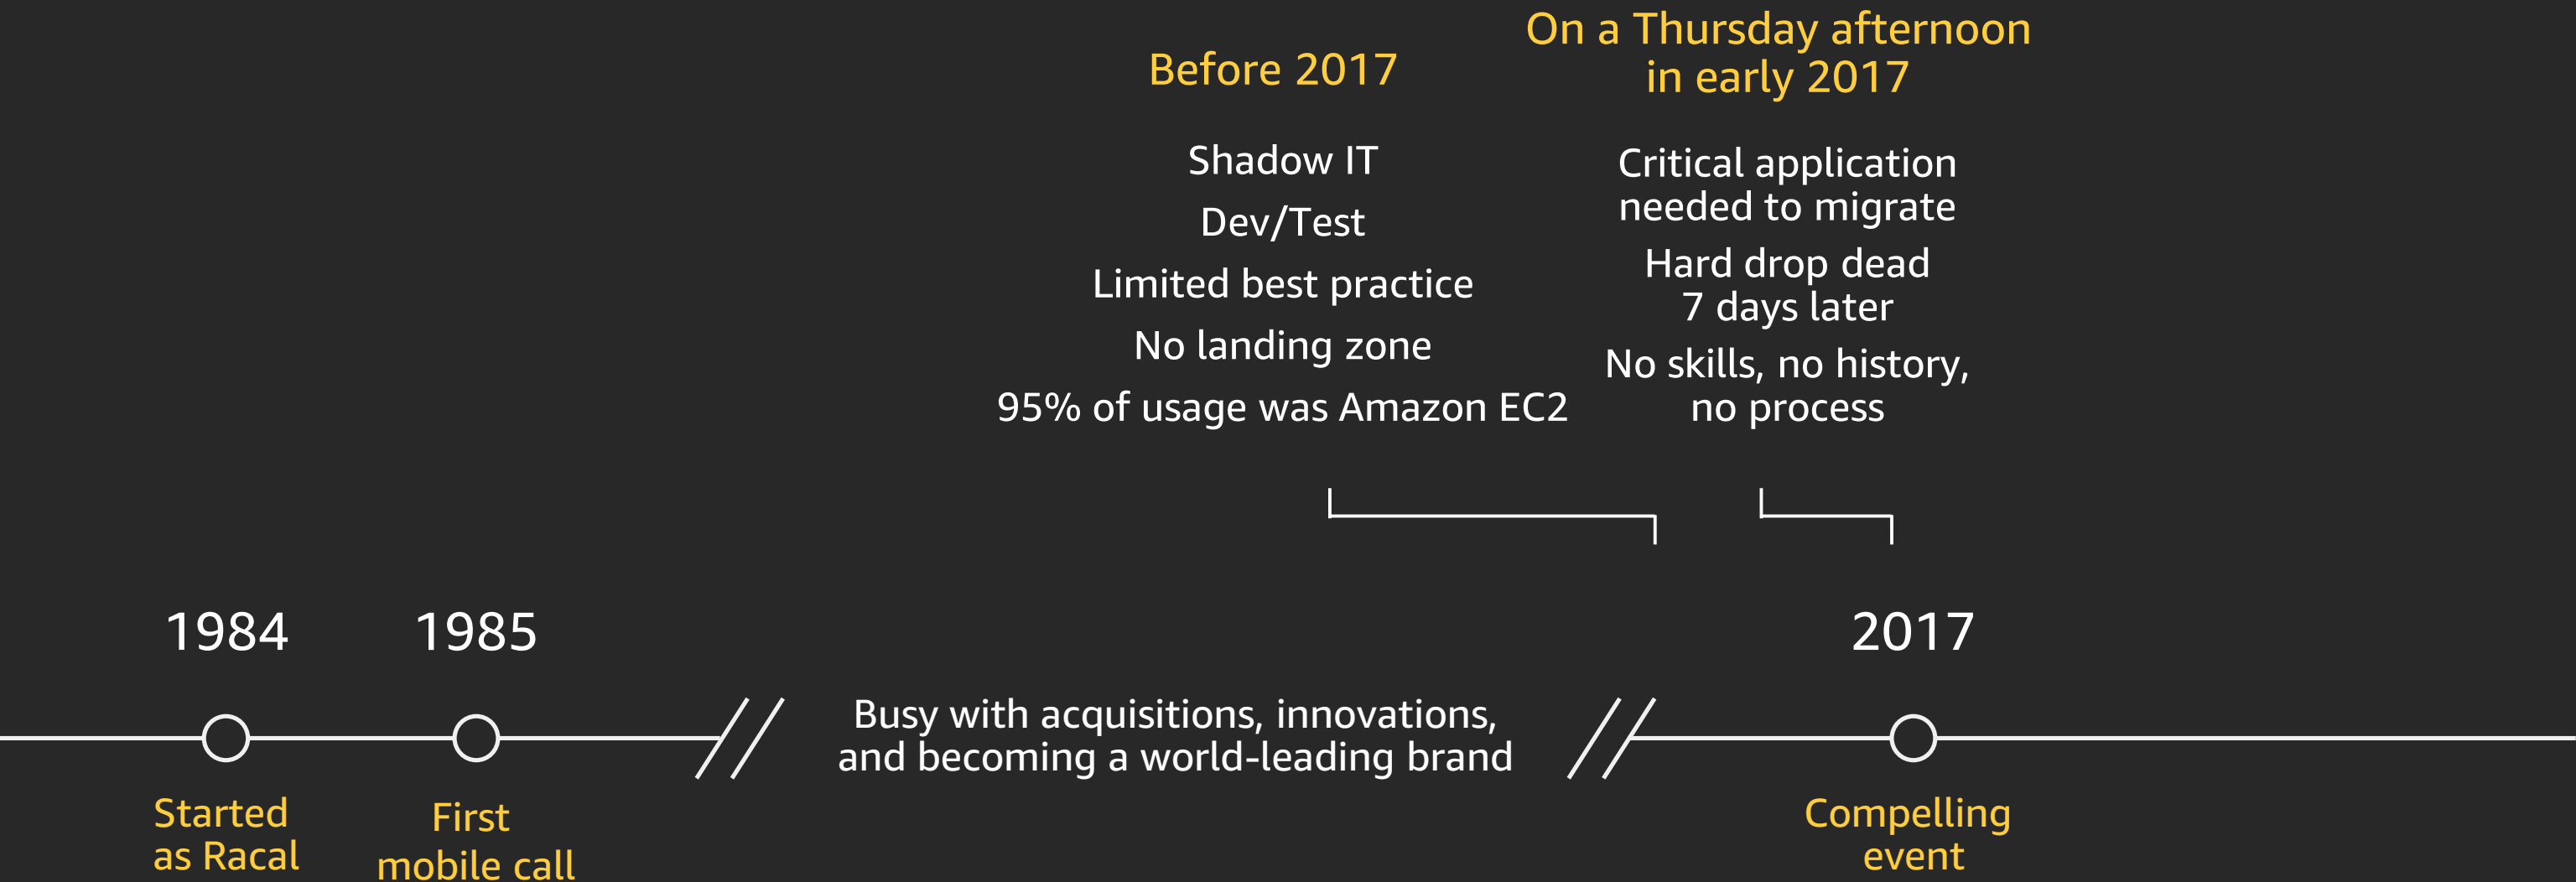 Before 2017
Shadow IT
Dev/Test
Limited best practice
No landing zone
95% of usage was Amazon EC2
On a Thursday afternoon
in early 2017
Critical application
needed to migrate
Hard drop dead
7 days later
No skills, no history,
no process
1984
Started
as Racal
1985
First
mobile call
Busy with acquisitions, innovations,
and becoming a world-leading brand
2017
Compelling
event